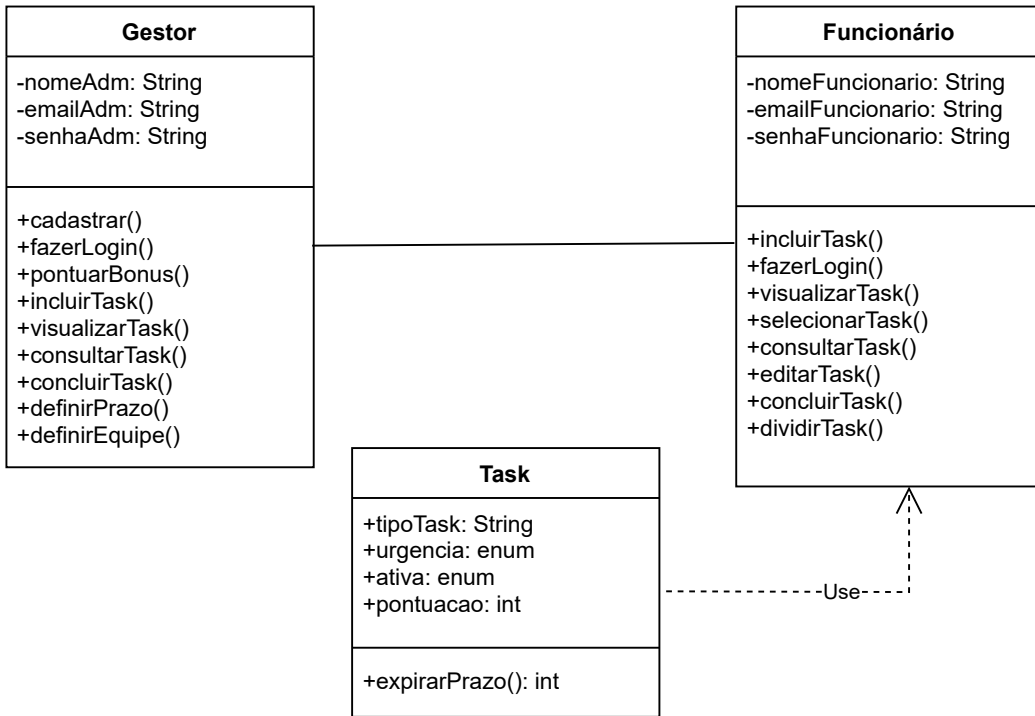 Gestor
-nomeAdm: String
-emailAdm: String
-senhaAdm: String
+cadastrar()
+fazerLogin()
+pontuarBonus()
+incluirTask()
+visualizarTask()
+consultarTask()
+concluirTask()
+definirPrazo()
+definirEquipe()
Funcionário
-nomeFuncionario: String
-emailFuncionario: String
-senhaFuncionario: String
+incluirTask()
+fazerLogin()
+visualizarTask()
+selecionarTask()
+consultarTask()
+editarTask()
+concluirTask()
+dividirTask()
Task
+tipoTask: String
+urgencia: enum
+ativa: enum
+pontuacao: int
+expirarPrazo(): int
Use